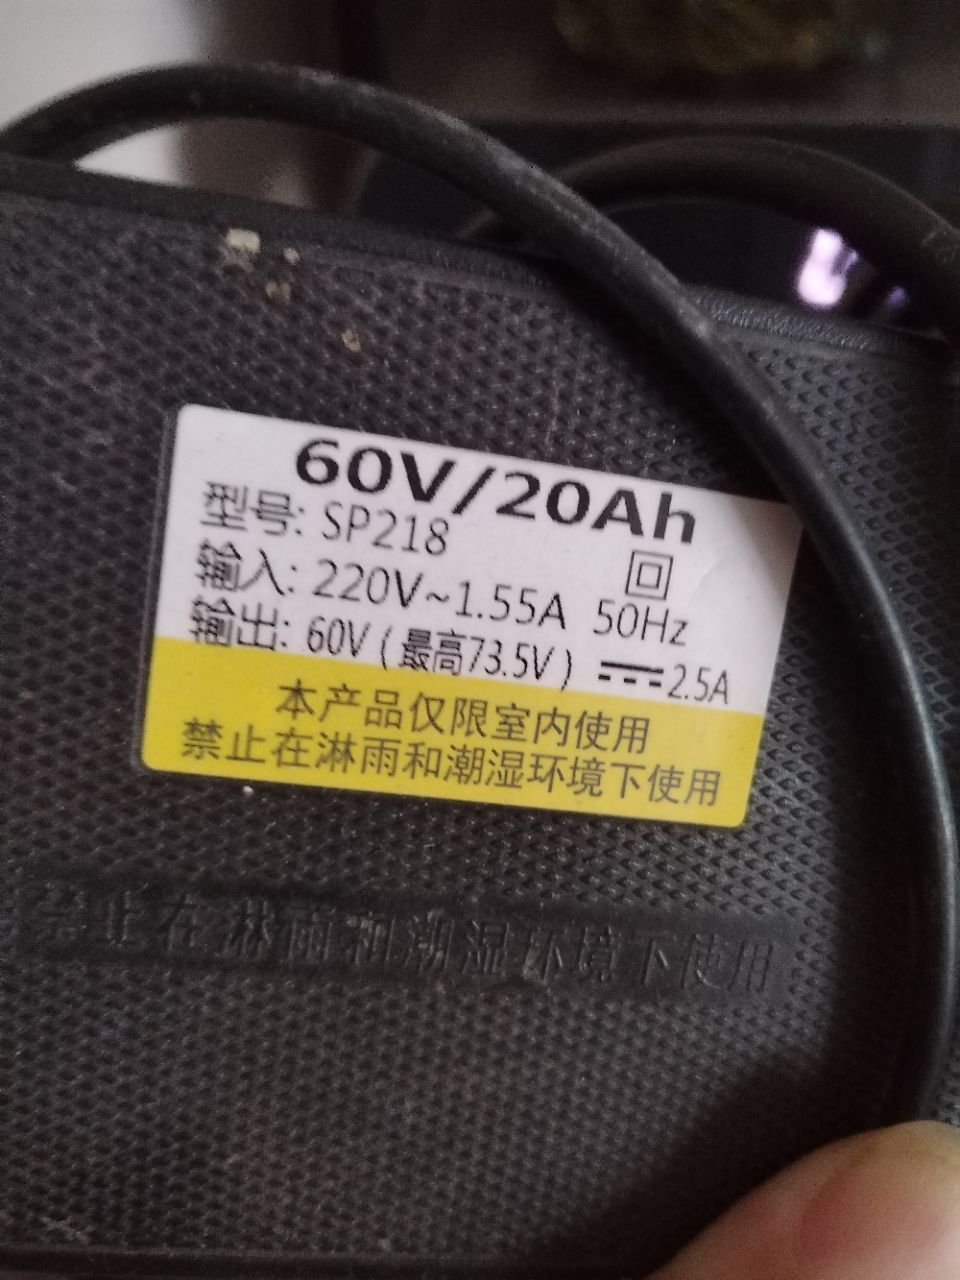 60V/20Ah
型号: SP218
输入: 220V~1.55A 50Hz
输出: 60V (最高73.5V) ⎓2.5A
本产品仅限室内使用
禁止在淋雨和潮湿环境下使用
禁止在淋雨和潮湿环境下使用